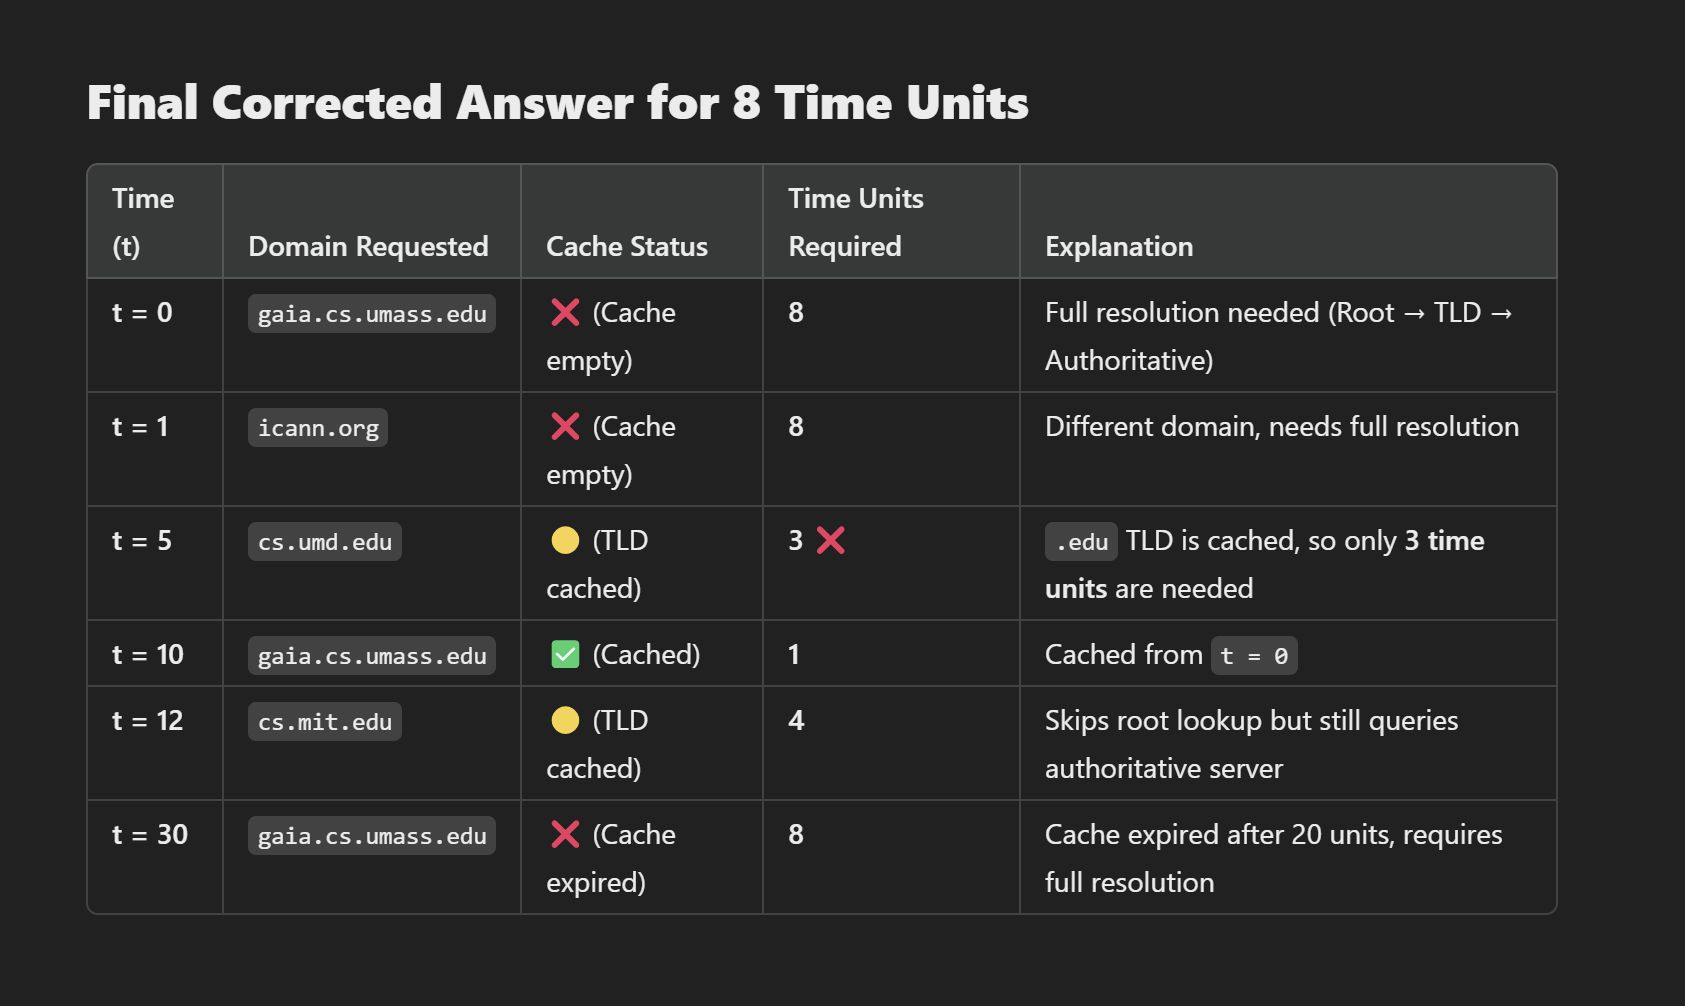 Final Corrected Answer for 8 Time Units
Time
(t)
Domain Requested
Cache Status
Time Units
Required
Explanation
t = 0
gaia.cs.umass.edu
❌ (Cache
empty)
8
Full resolution needed (Root → TLD →
Authoritative)
t = 1
icann.org
❌ (Cache
empty)
8
Different domain, needs full resolution
t = 5
cs.umd.edu
🟡 (TLD
cached)
3 ❌
.edu TLD is cached, so only 3 time
units are needed
t = 10
gaia.cs.umass.edu
✅ (Cached)
1
Cached from t = 0
t = 12
cs.mit.edu
🟡 (TLD
cached)
4
Skips root lookup but still queries
authoritative server
t = 30
gaia.cs.umass.edu
❌ (Cache
expired)
8
Cache expired after 20 units, requires
full resolution